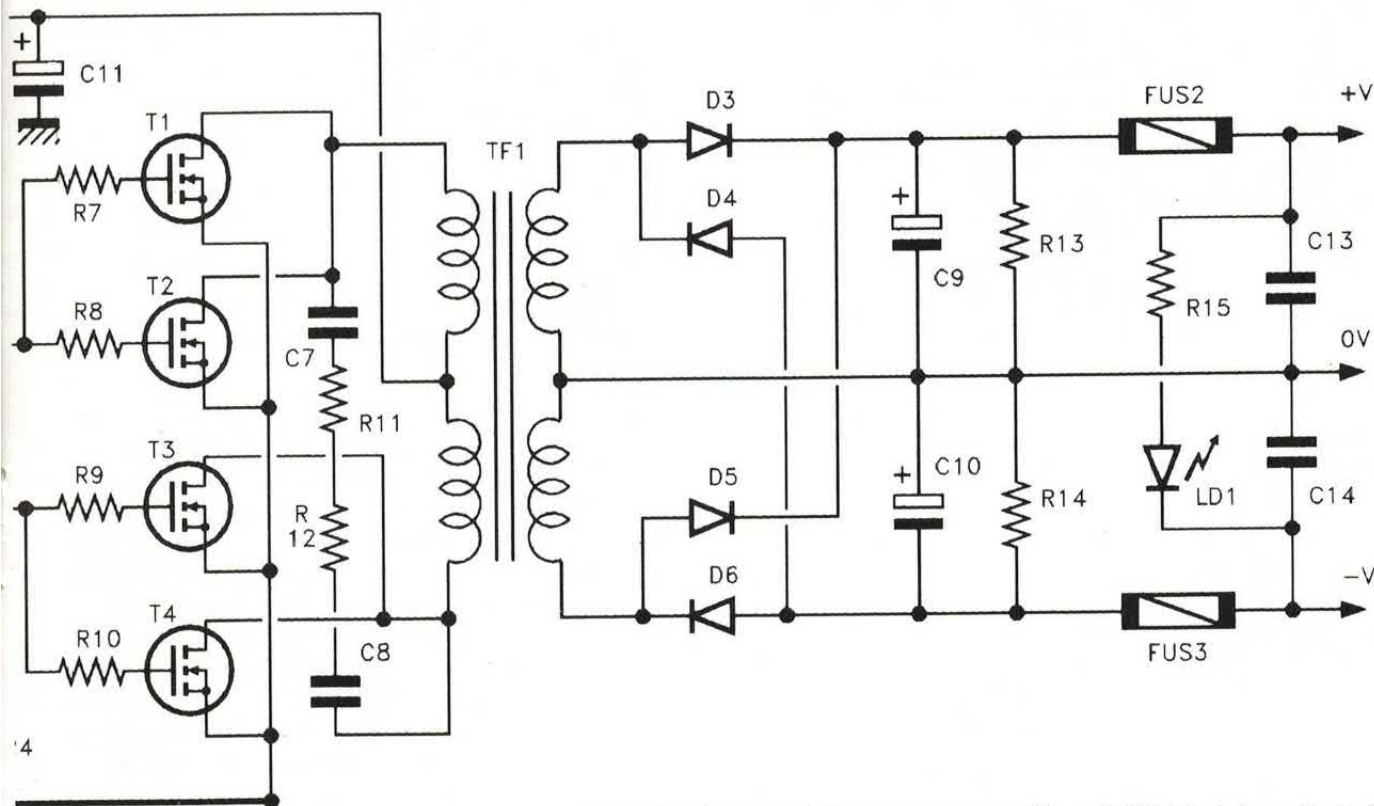 +
C11
T1
R7
T2
R8
C7
R11
T3
R9
R
12
T4
R10
C8
TF1
D3
D4
D5
D6
+
C9
R13
+
C10
R14
FUS2
+V
C13
R15
0V
LD1
C14
-V
FUS3